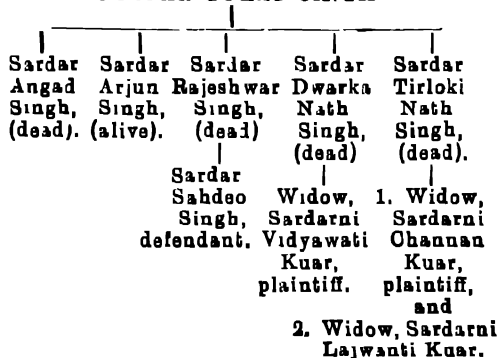 Sardar Sardar Sardar Sardar Sardar
Angad Arjun Rajeshwar Dwarka Tirloki
Singh, Singh, Singh, Nath Nath
(dead). (alive). (dead) Singh, Singh,
(dead) (dead).
Sardar
Sahdeo Widow, 1. Widow,
Singh, Sardarni Sardarni
defendant. Vidyawati Chanan
Kuar, Kuar,
plaintiff. plaintiff,
and
2. Widow, Sardarni
Lajwanti Kuar.